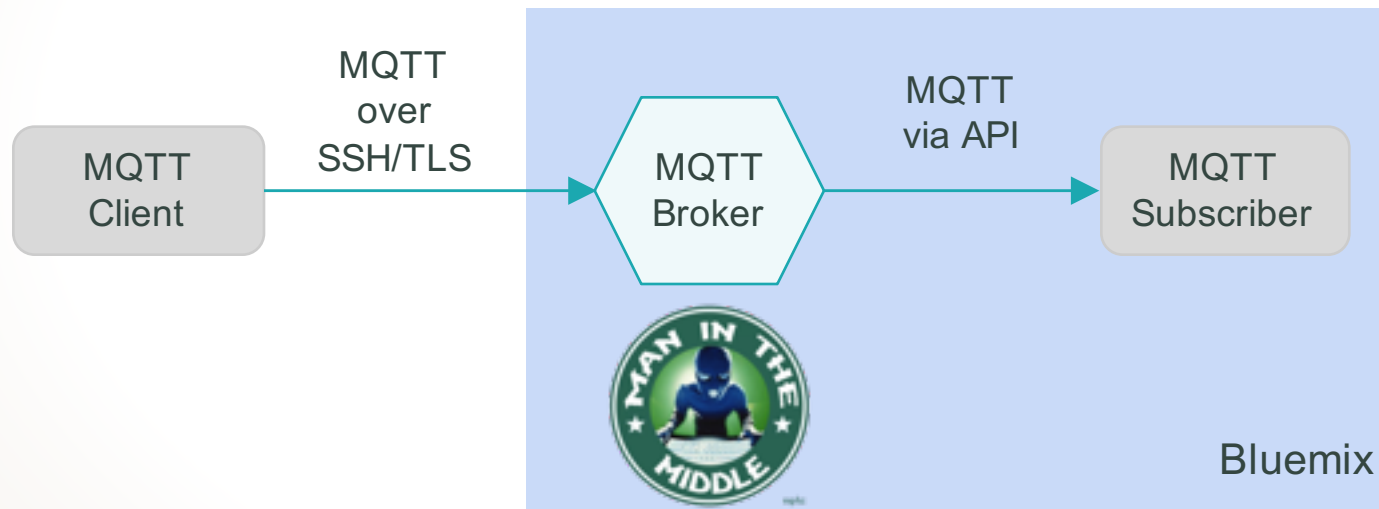 MQTT
Client
MQTT
over
SSH/TLS
MQTT
Broker
MQTT
via API
MQTT
Subscriber
MAN IN THE
MIDDLE
Bluemix